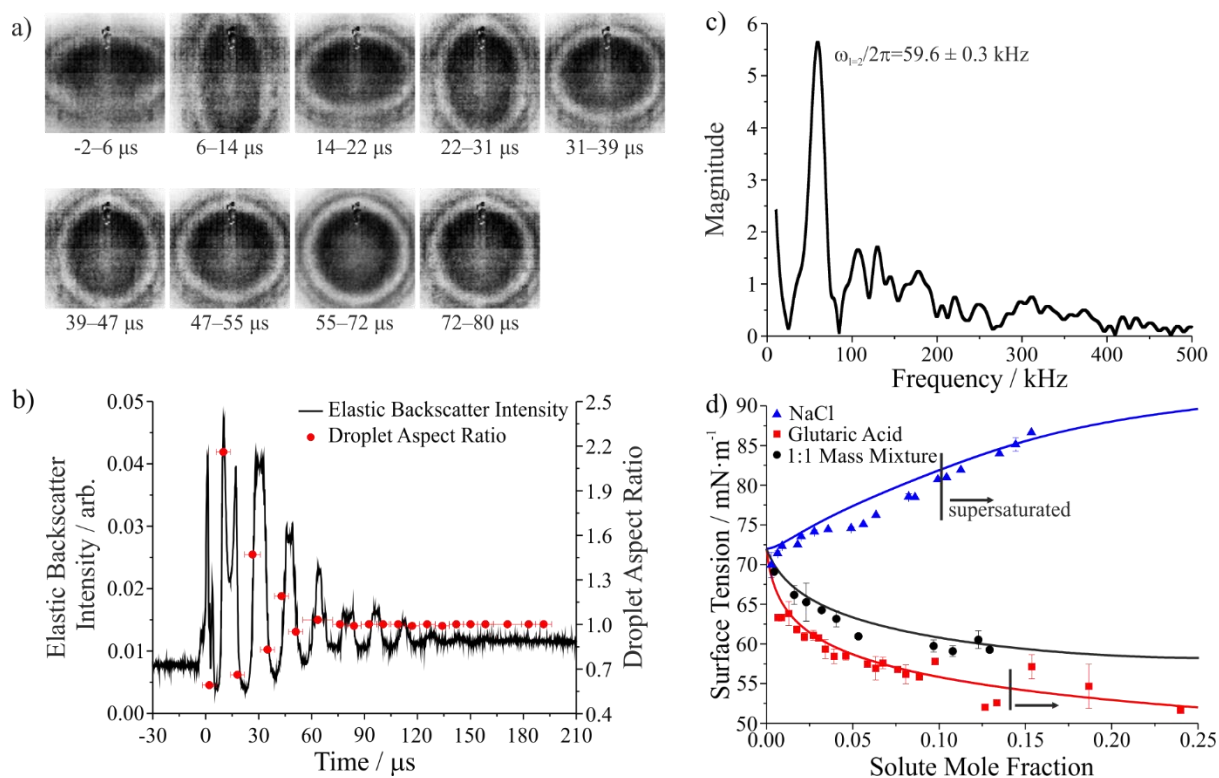 a)
-2–6 μs
6–14 μs
14–22 μs
22–31 μs
31–39 μs
39–47 μs
47–55 μs
55–72 μs
72–80 μs
b)
Elastic Backscatter
Intensity / arb.
0.05
0.04
0.03
0.02
0.01
0.00
Elastic Backscatter Intensity
Droplet Aspect Ratio
2.5
2.2
1.9
1.6
1.3
1.0
0.7
0.4
Droplet Aspect Ratio
-30 0 30 60 90 120 150 180 210
Time / μs
c)
Magnitude
6
5
4
3
2
1
0
ω_{l=2}/2π=59.6 ± 0.3 kHz
0 100 200 300 400 500
Frequency / kHz
d)
Surface Tension / mN·m⁻¹
90
85
80
75
70
65
60
55
50
NaCl
Glutaric Acid
1:1 Mass Mixture
supersaturated
0.00 0.05 0.10 0.15 0.20 0.25
Solute Mole Fraction